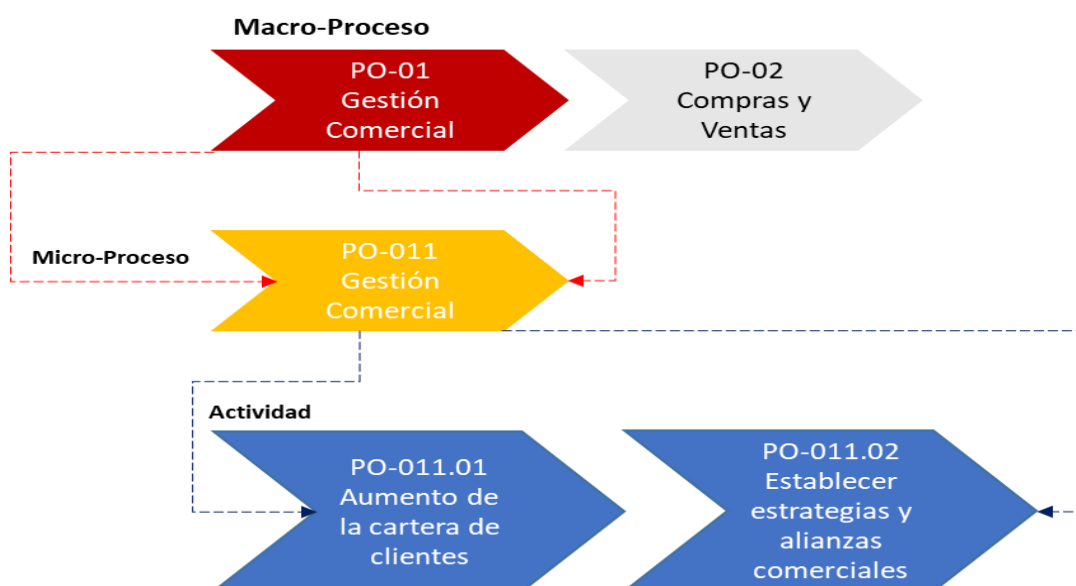 Macro-Proceso
PO-01
Gestión
Comercial
PO-02
Compras y
Ventas
Micro-Proceso
PO-011
Gestión
Comercial
Actividad
PO-011.01
Aumento de
la cartera de
clientes
PO-011.02
Establecer
estrategias y
alianzas
comerciales